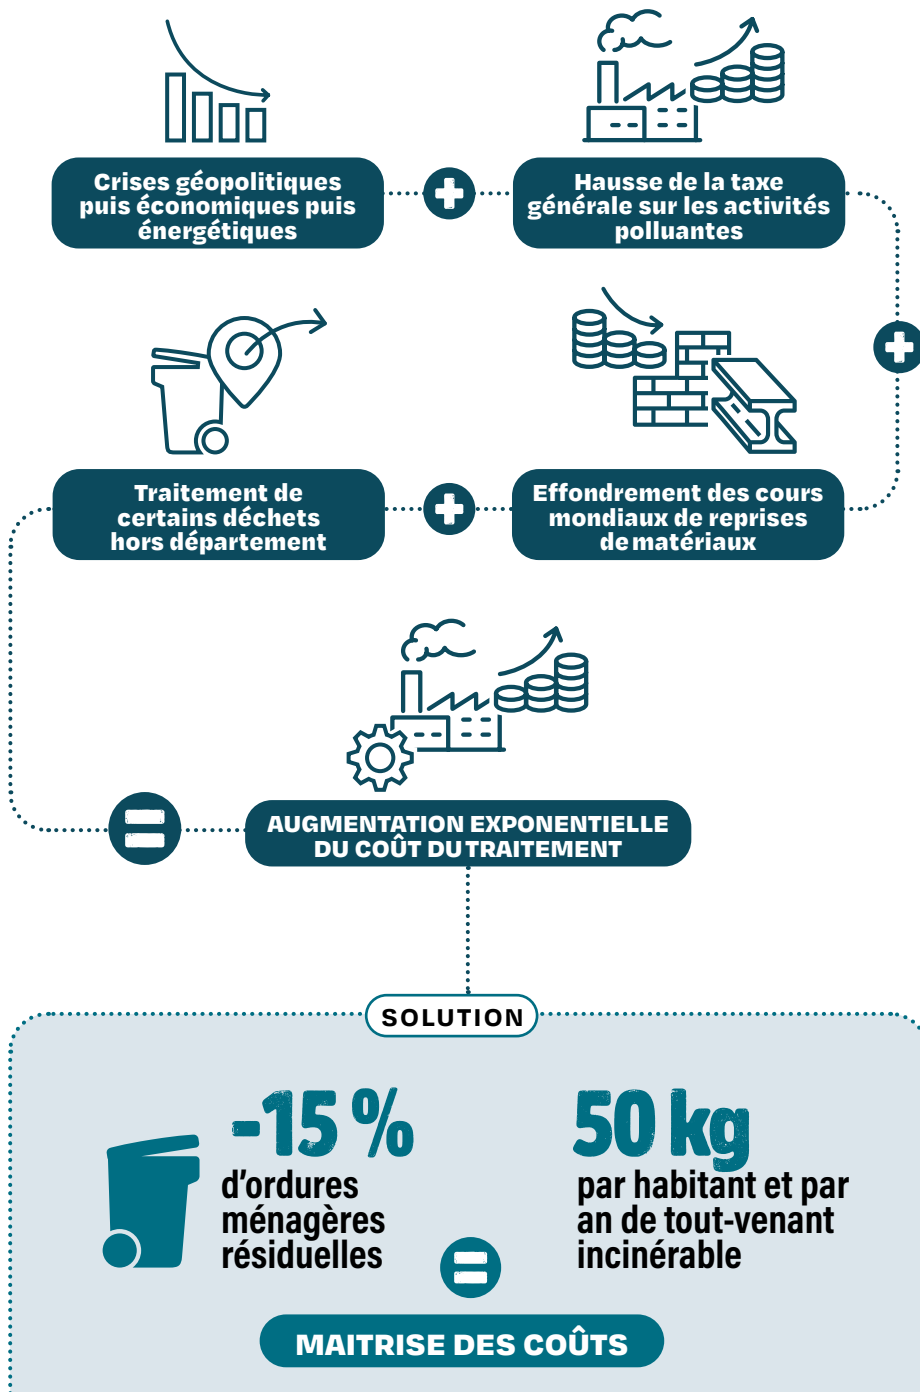 Crises géopolitiques
puis économiques puis
énergétiques
+
Hausse de la taxe
générale sur les activités
polluantes
+
Effondrement des cours
mondiaux de reprises
de matériaux
+
Traitement de
certains déchets
hors département
=
AUGMENTATION EXPONENTIELLE
DU COÛT DU TRAITEMENT
SOLUTION
-15 %
d'ordures
ménagères
résiduelles
50 kg
par habitant et par
an de tout-venant
incinérable
=
MAITRISE DES COÛTS